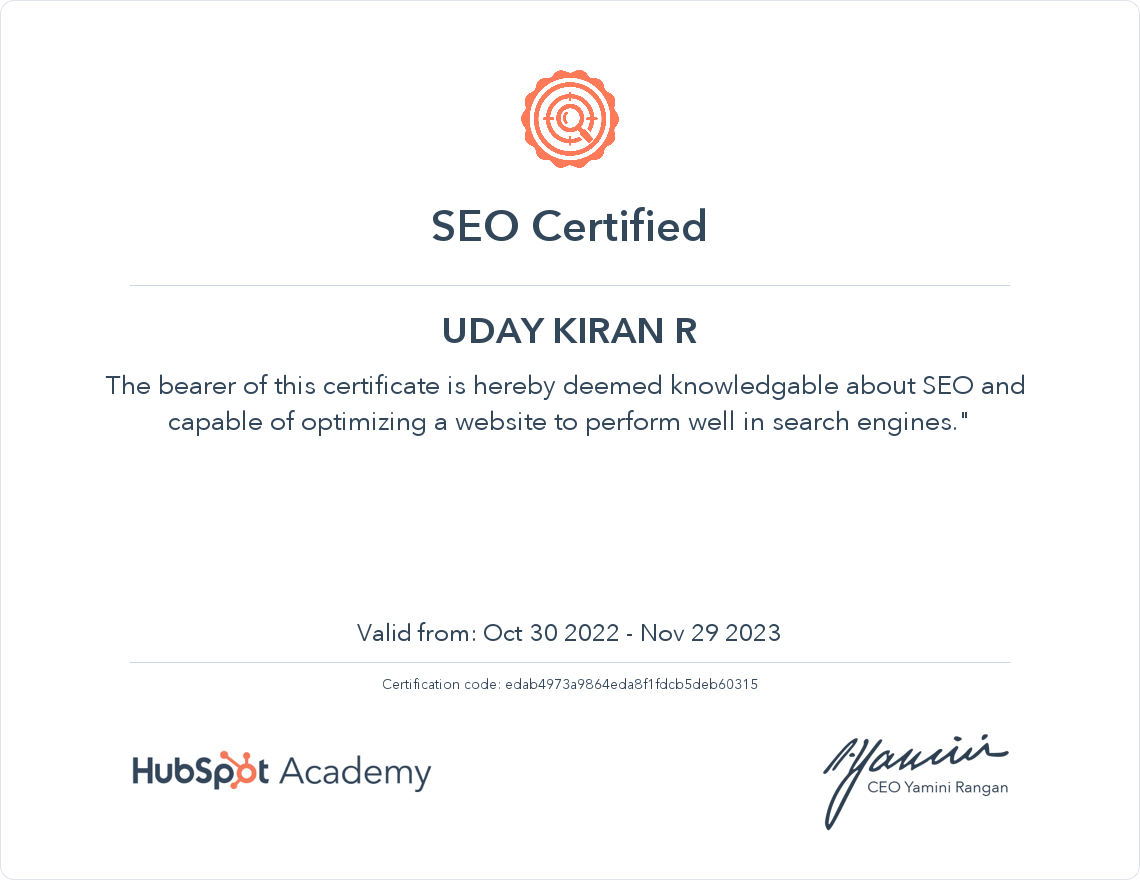 SEO Certified
UDAY KIRAN R
The bearer of this certificate is hereby deemed knowledgable about SEO and
capable of optimizing a website to perform well in search engines."
Valid from: Oct 30 2022 - Nov 29 2023
Certification code: edab4973a9864eda8f1fdcb5deb60315
HubSpot Academy
Yamini
CEO Yamini Rangan